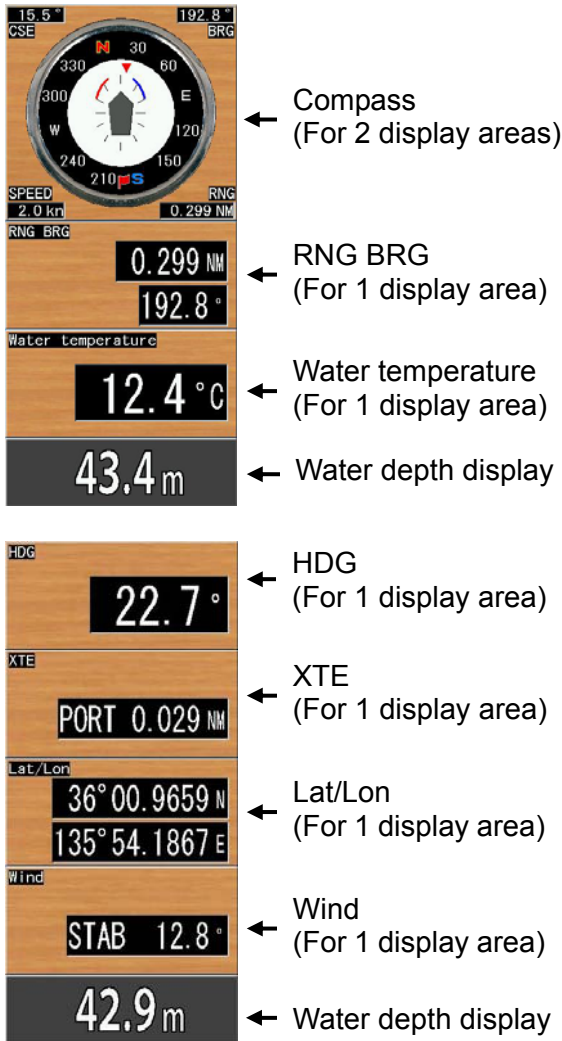 15.5° 192.8°
CSE BRG
N 30
330 60
300 E
W 120
240 150
210 S
SPEED RNG
2.0 kn 0.299 NM
Compass
(For 2 display areas)
RNG BRG
0.299 NM
192.8°
RNG BRG
(For 1 display area)
Water temperature
12.4 °C
Water temperature
(For 1 display area)
43.4 m
Water depth display
HDG
22.7°
HDG
(For 1 display area)
XTE
PORT 0.029 NM
XTE
(For 1 display area)
Lat/Lon
36°00.9659 N
135°54.1867 E
Lat/Lon
(For 1 display area)
Wind
STAB 12.8°
Wind
(For 1 display area)
42.9 m
Water depth display